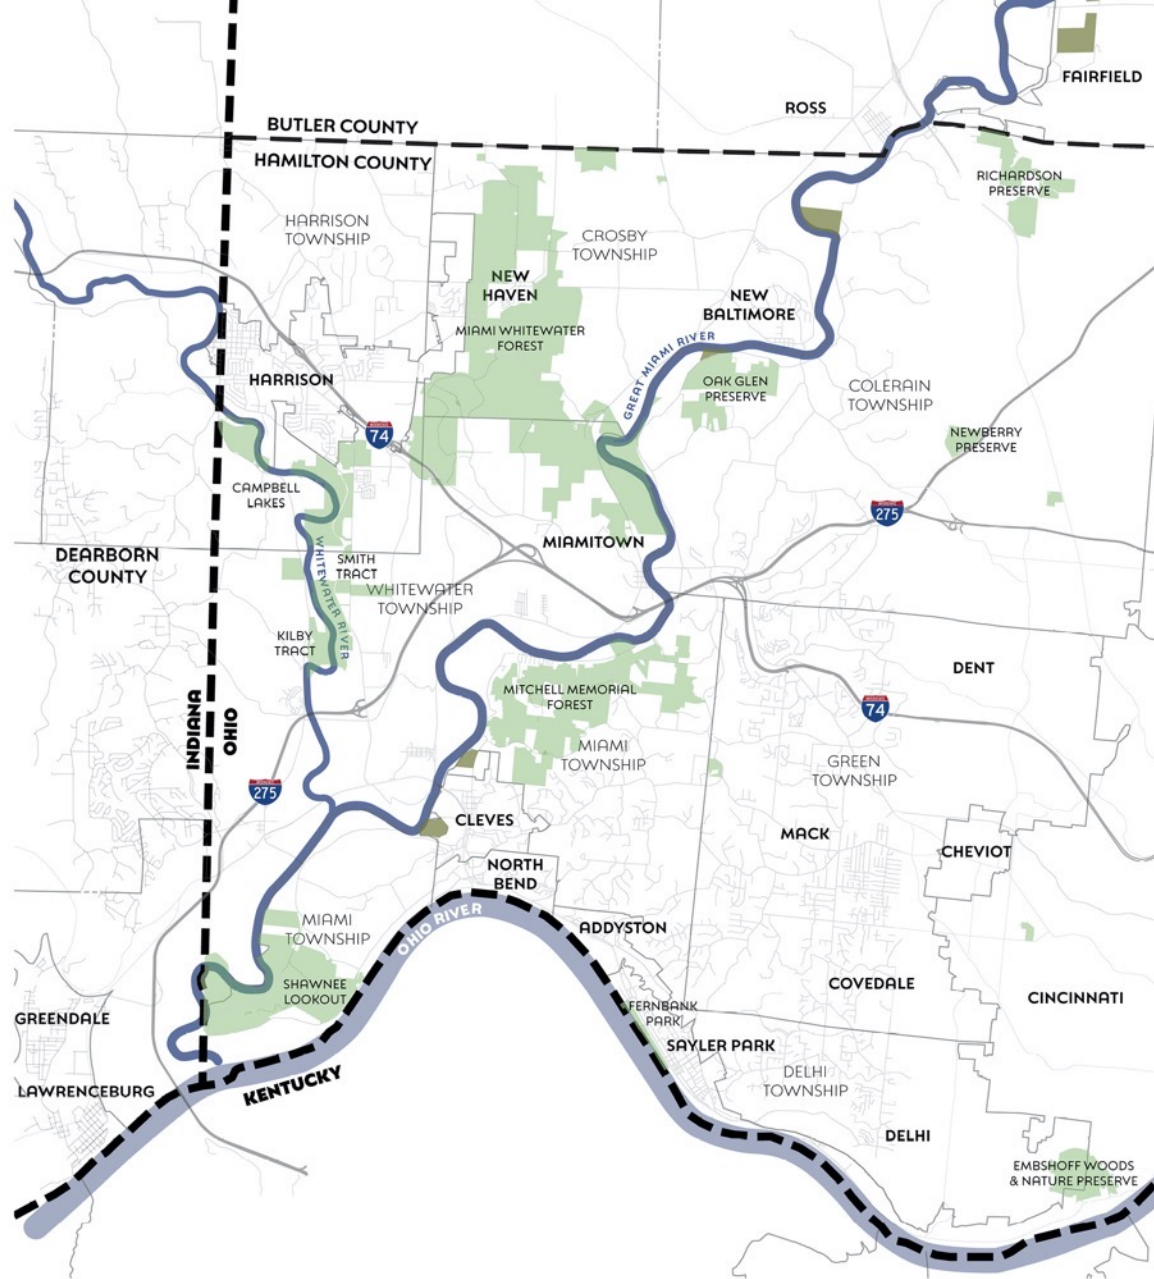 FAIRFIELD
ROSS
BUTLER COUNTY
HAMILTON COUNTY
RICHARDSON
PRESERVE
HARRISON
TOWNSHIP
CROSBY
TOWNSHIP
NEW
HAVEN
NEW
BALTIMORE
MIAMI WHITEWATER
FOREST
GREAT MIAMI RIVER
HARRISON
OAK GLEN
PRESERVE
COLERAIN
TOWNSHIP
74
NEWBERRY
PRESERVE
CAMPBELL
LAKES
275
MIAMITOWN
DEARBORN
COUNTY
SMITH
TRACT
WHITEWATER RIVER
WHITEWATER
TOWNSHIP
KILBY
TRACT
DENT
MITCHELL MEMORIAL
FOREST
74
INDIANA
OHIO
MIAMI
TOWNSHIP
GREEN
TOWNSHIP
275
CLEVES
MACK
CHEVIOT
NORTH
BEND
OHIO RIVER
MIAMI
TOWNSHIP
ADDYSTON
SHAWNEE
LOOKOUT
COVEDALE
CINCINNATI
GREENDALE
FERNBANK
PARK
SAYLER PARK
LAWRENCEBURG
KENTUCKY
DELHI
TOWNSHIP
DELHI
EMBSHOFF WOODS
& NATURE PRESERVE